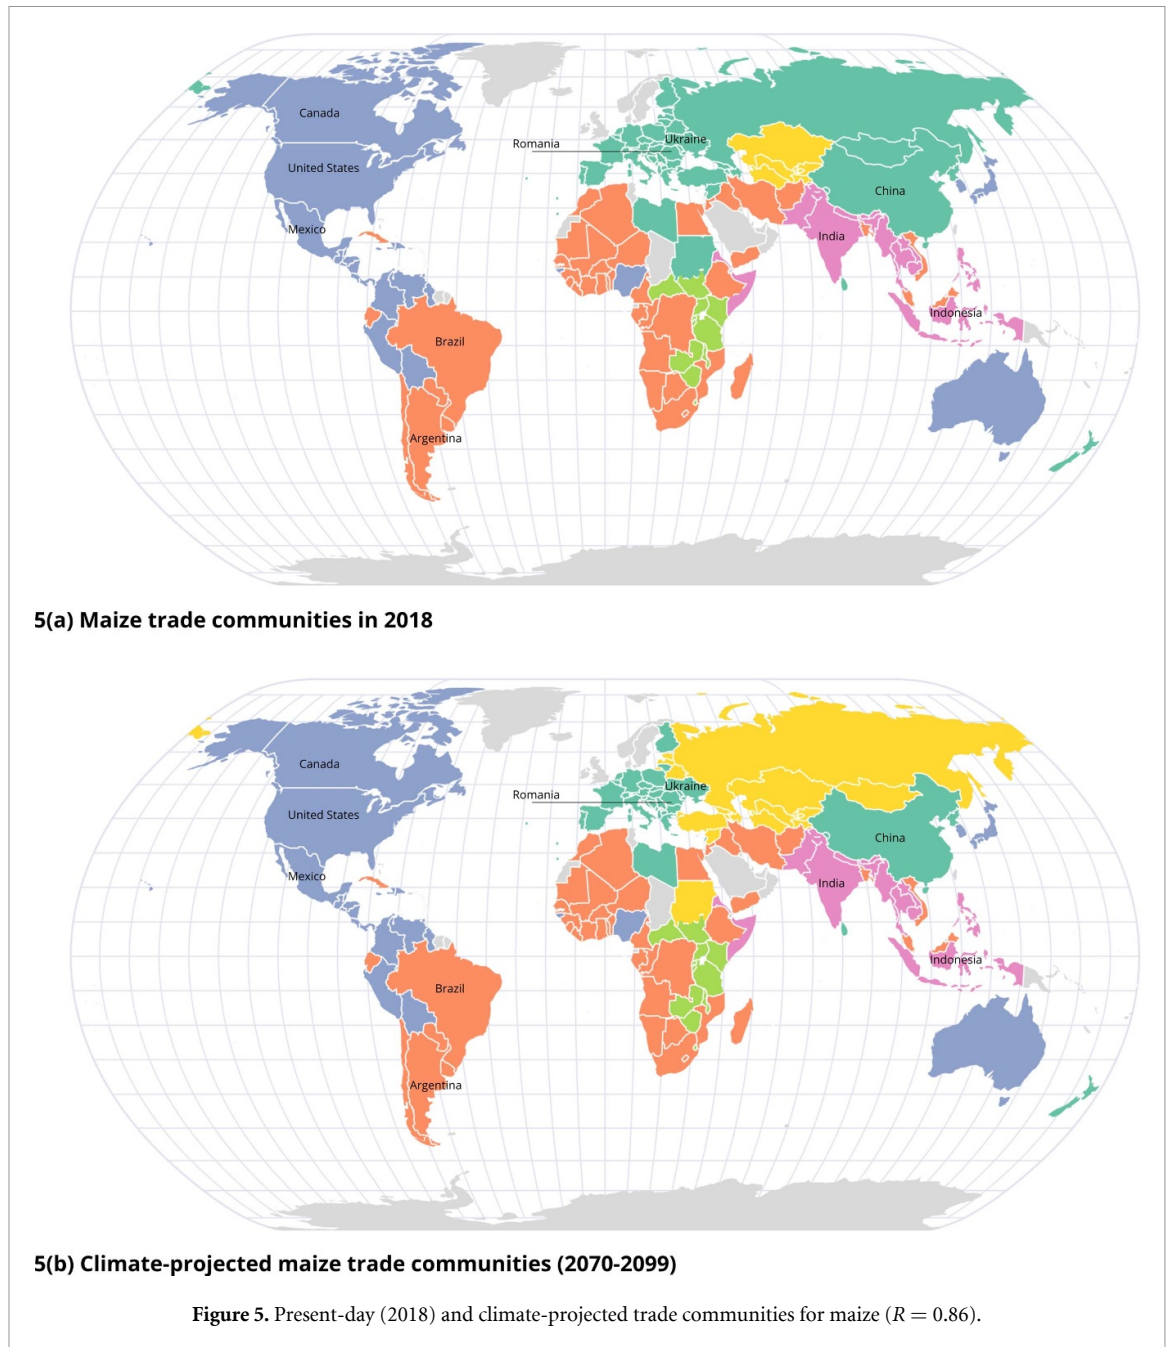 Canada
Romania
Ukraine
United States
China
Mexico
India
Indonesia
Brazil
Argentina
5(a) Maize trade communities in 2018
Canada
Romania
Ukraine
United States
China
Mexico
India
Indonesia
Brazil
Argentina
5(b) Climate-projected maize trade communities (2070-2099)
Figure 5. Present-day (2018) and climate-projected trade communities for maize (R = 0.86).